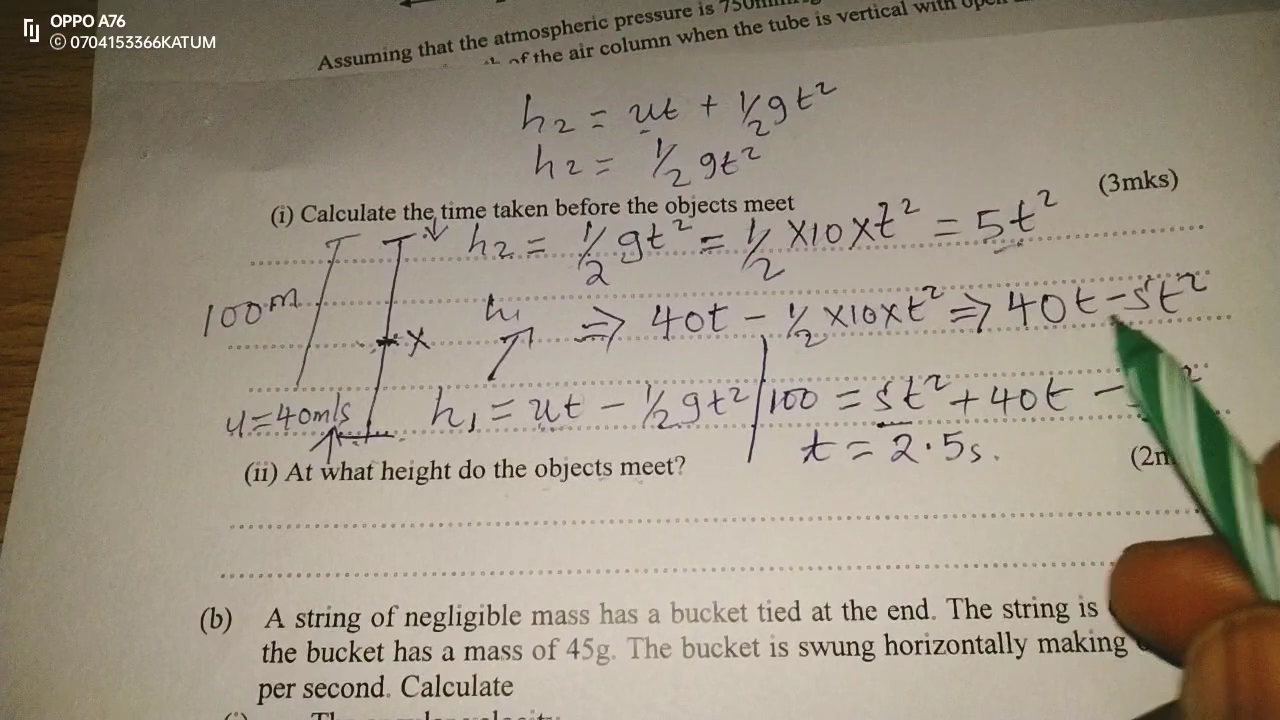 OPPO A76
© 0704153366KATUM
Assuming that the atmospheric pressure is 750
of the air column when the tube is vertical with open
h₂ = ut + ½gt²
h₂ = ½gt²
(i) Calculate the time taken before the objects meet (3mks)
h₂ = ½gt² = ½ ×10×t² = 5t²
100m
h₁ ⇒ 40t - ½×10×t² ⇒ 40t - 5t²
x
u=40m/s
h₁ = ut - ½gt²
100 = 5t² + 40t -
t = 2.5s.
(ii) At what height do the objects meet?
(b) A string of negligible mass has a bucket tied at the end. The string is
the bucket has a mass of 45g. The bucket is swung horizontally making
per second. Calculate